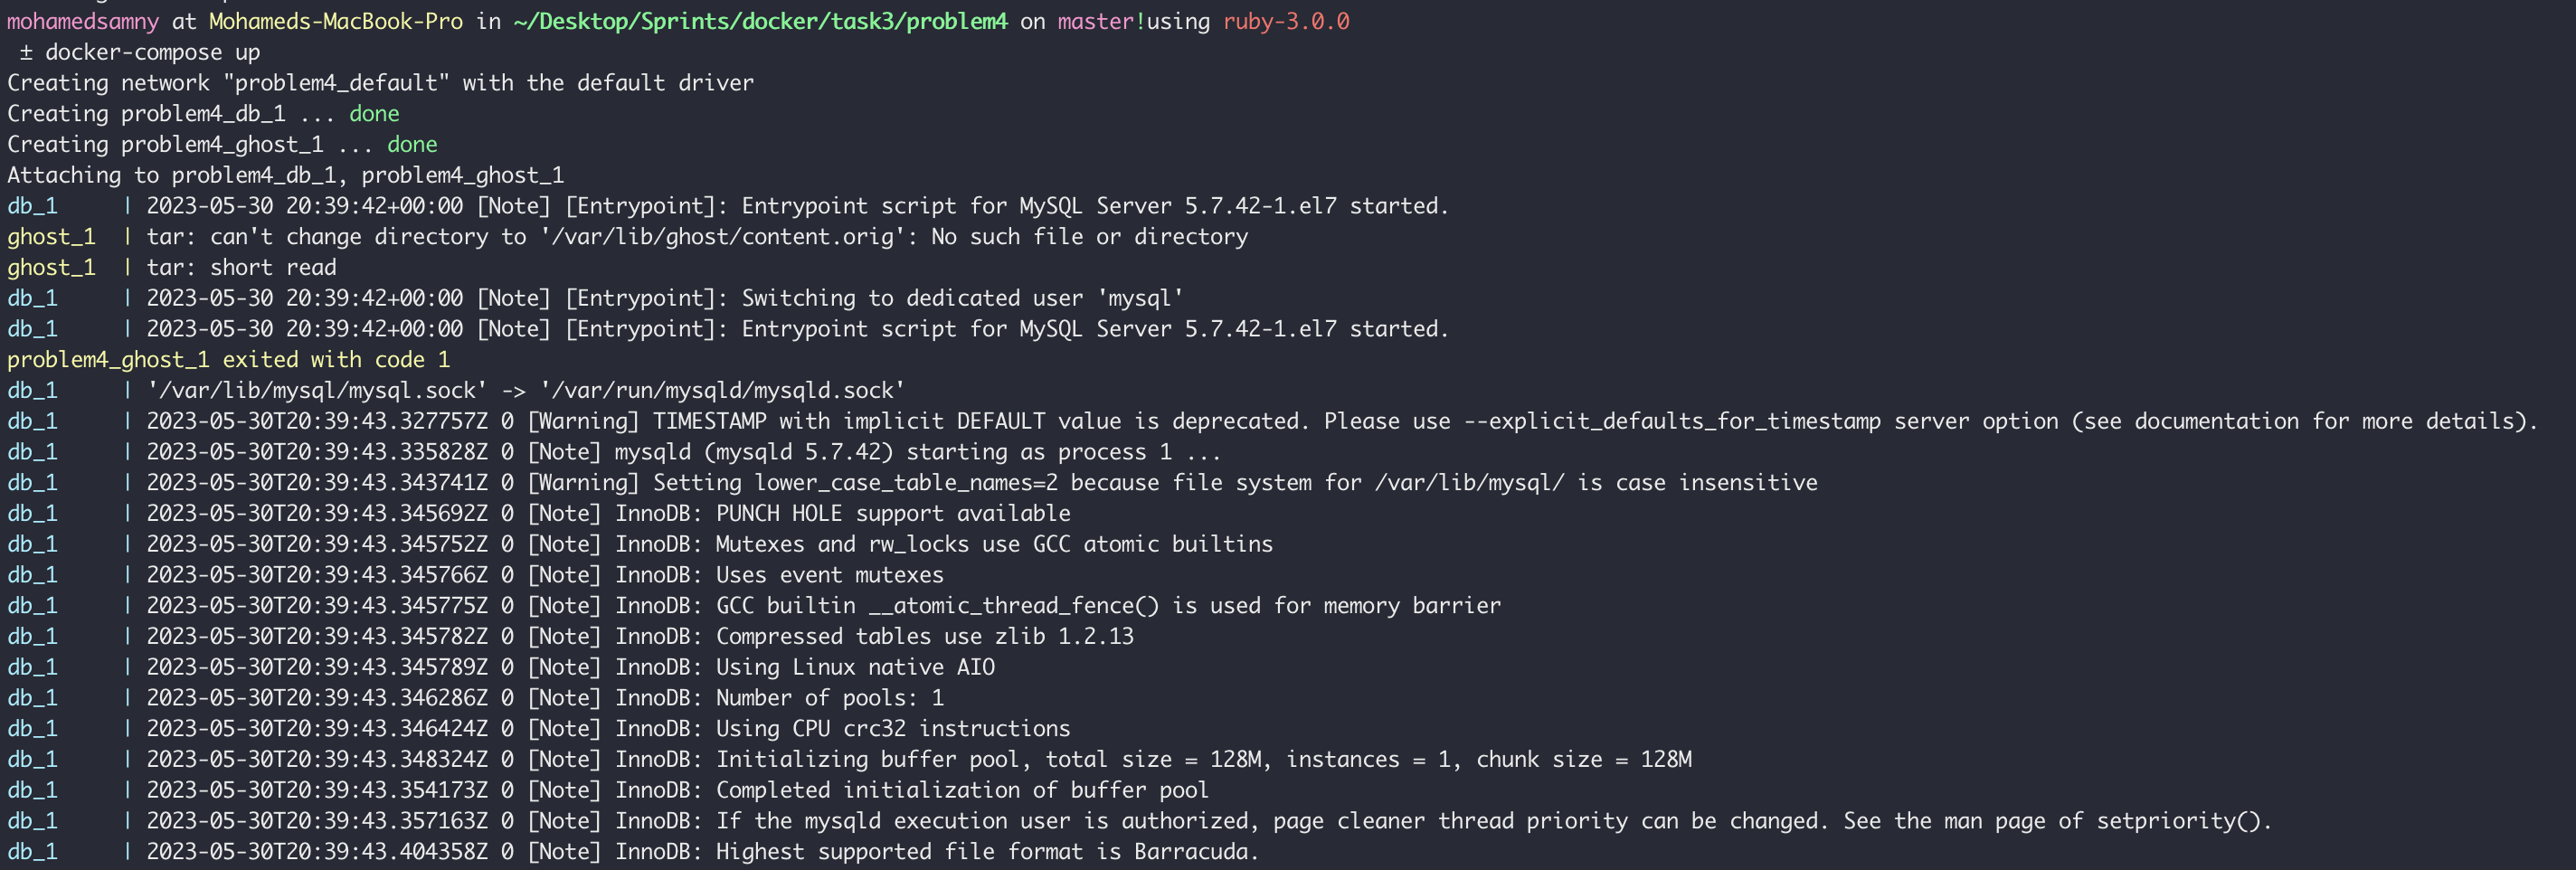 mohamedsamny at Mohameds-MacBook-Pro in ~/Desktop/Sprints/docker/task3/problem4 on master!using ruby-3.0.0
± docker-compose up
Creating network "problem4_default" with the default driver
Creating problem4_db_1 ... done
Creating problem4_ghost_1 ... done
Attaching to problem4_db_1, problem4_ghost_1
db_1     | 2023-05-30 20:39:42+00:00 [Note] [Entrypoint]: Entrypoint script for MySQL Server 5.7.42-1.el7 started.
ghost_1  | tar: can't change directory to '/var/lib/ghost/content.orig': No such file or directory
ghost_1  | tar: short read
db_1     | 2023-05-30 20:39:42+00:00 [Note] [Entrypoint]: Switching to dedicated user 'mysql'
db_1     | 2023-05-30 20:39:42+00:00 [Note] [Entrypoint]: Entrypoint script for MySQL Server 5.7.42-1.el7 started.
problem4_ghost_1 exited with code 1
db_1     | '/var/lib/mysql/mysql.sock' -> '/var/run/mysqld/mysqld.sock'
db_1     | 2023-05-30T20:39:43.327757Z 0 [Warning] TIMESTAMP with implicit DEFAULT value is deprecated. Please use --explicit_defaults_for_timestamp server option (see documentation for more details).
db_1     | 2023-05-30T20:39:43.335828Z 0 [Note] mysqld (mysqld 5.7.42) starting as process 1 ...
db_1     | 2023-05-30T20:39:43.343741Z 0 [Warning] Setting lower_case_table_names=2 because file system for /var/lib/mysql/ is case insensitive
db_1     | 2023-05-30T20:39:43.345692Z 0 [Note] InnoDB: PUNCH HOLE support available
db_1     | 2023-05-30T20:39:43.345752Z 0 [Note] InnoDB: Mutexes and rw_locks use GCC atomic builtins
db_1     | 2023-05-30T20:39:43.345766Z 0 [Note] InnoDB: Uses event mutexes
db_1     | 2023-05-30T20:39:43.345775Z 0 [Note] InnoDB: GCC builtin __atomic_thread_fence() is used for memory barrier
db_1     | 2023-05-30T20:39:43.345782Z 0 [Note] InnoDB: Compressed tables use zlib 1.2.13
db_1     | 2023-05-30T20:39:43.345789Z 0 [Note] InnoDB: Using Linux native AIO
db_1     | 2023-05-30T20:39:43.346286Z 0 [Note] InnoDB: Number of pools: 1
db_1     | 2023-05-30T20:39:43.346424Z 0 [Note] InnoDB: Using CPU crc32 instructions
db_1     | 2023-05-30T20:39:43.348324Z 0 [Note] InnoDB: Initializing buffer pool, total size = 128M, instances = 1, chunk size = 128M
db_1     | 2023-05-30T20:39:43.354173Z 0 [Note] InnoDB: Completed initialization of buffer pool
db_1     | 2023-05-30T20:39:43.357163Z 0 [Note] InnoDB: If the mysqld execution user is authorized, page cleaner thread priority can be changed. See the man page of setpriority().
db_1     | 2023-05-30T20:39:43.404358Z 0 [Note] InnoDB: Highest supported file format is Barracuda.